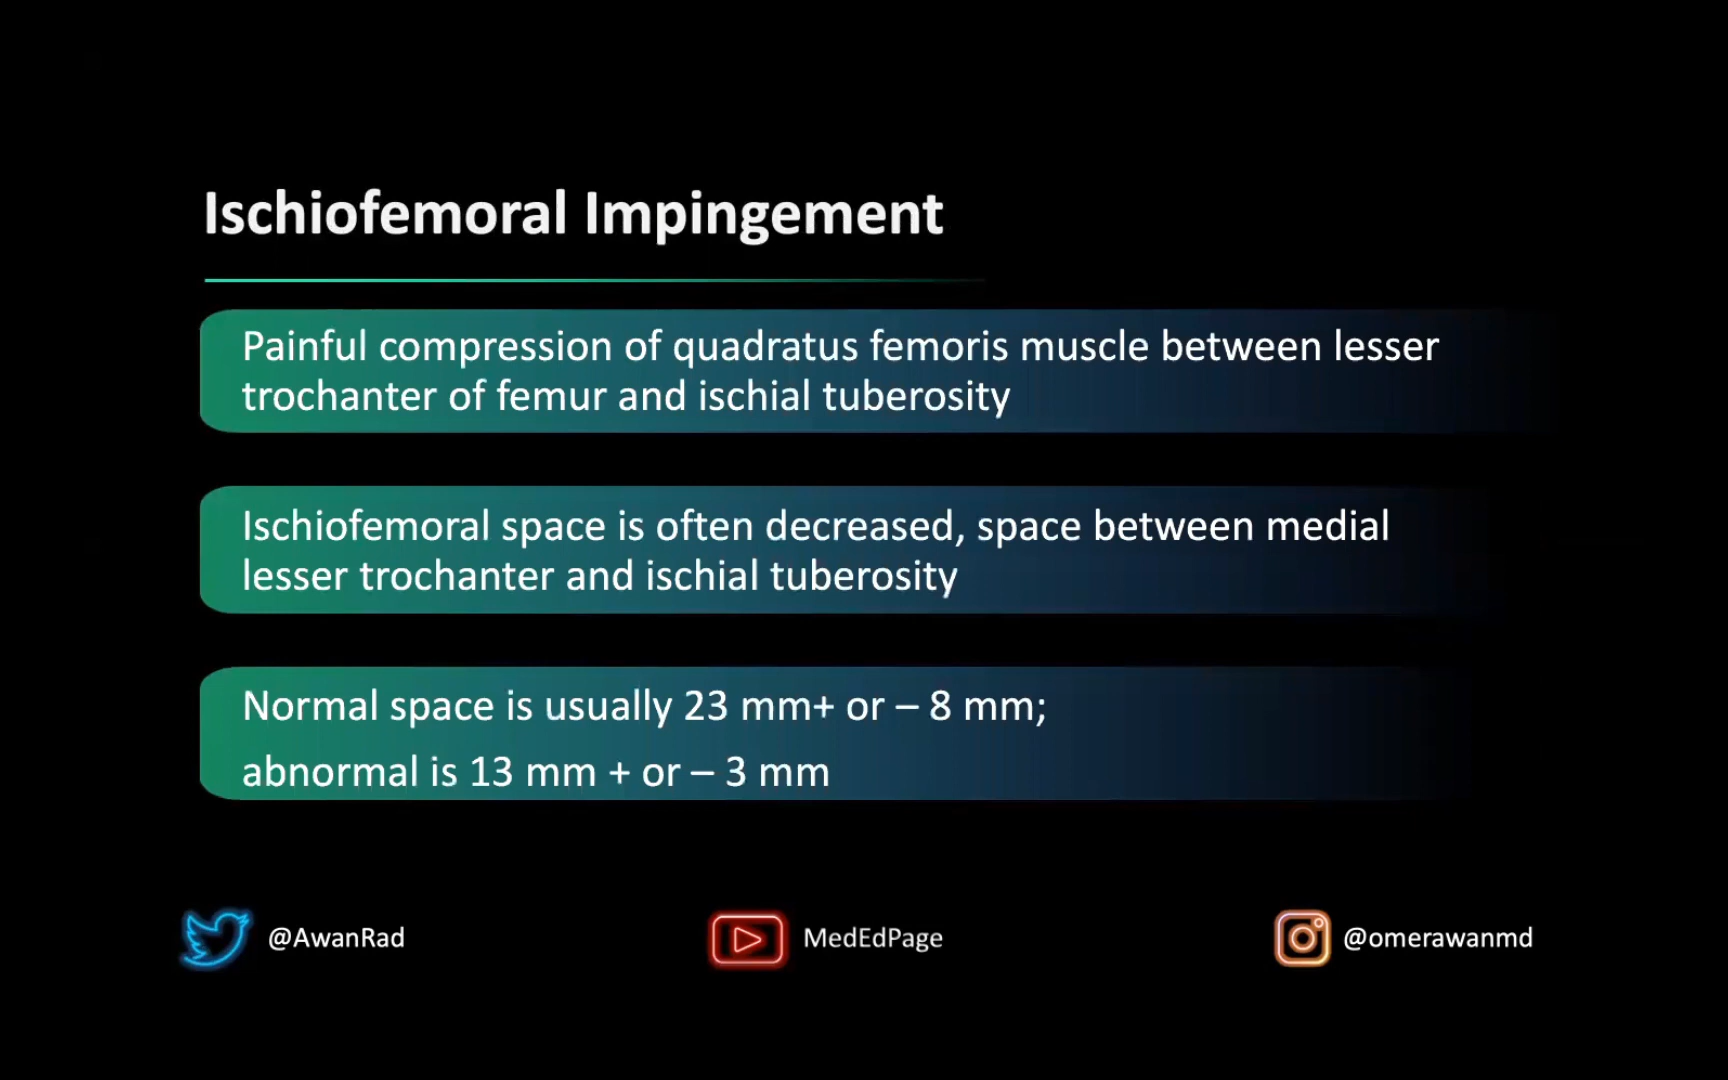 Ischiofemoral Impingement
Painful compression of quadratus femoris muscle between lesser
trochanter of femur and ischial tuberosity
Ischiofemoral space is often decreased, space between medial
lesser trochanter and ischial tuberosity
Normal space is usually 23 mm+ or – 8 mm;
abnormal is 13 mm + or – 3 mm
@AwanRad
MedEdPage
@omerawanmd